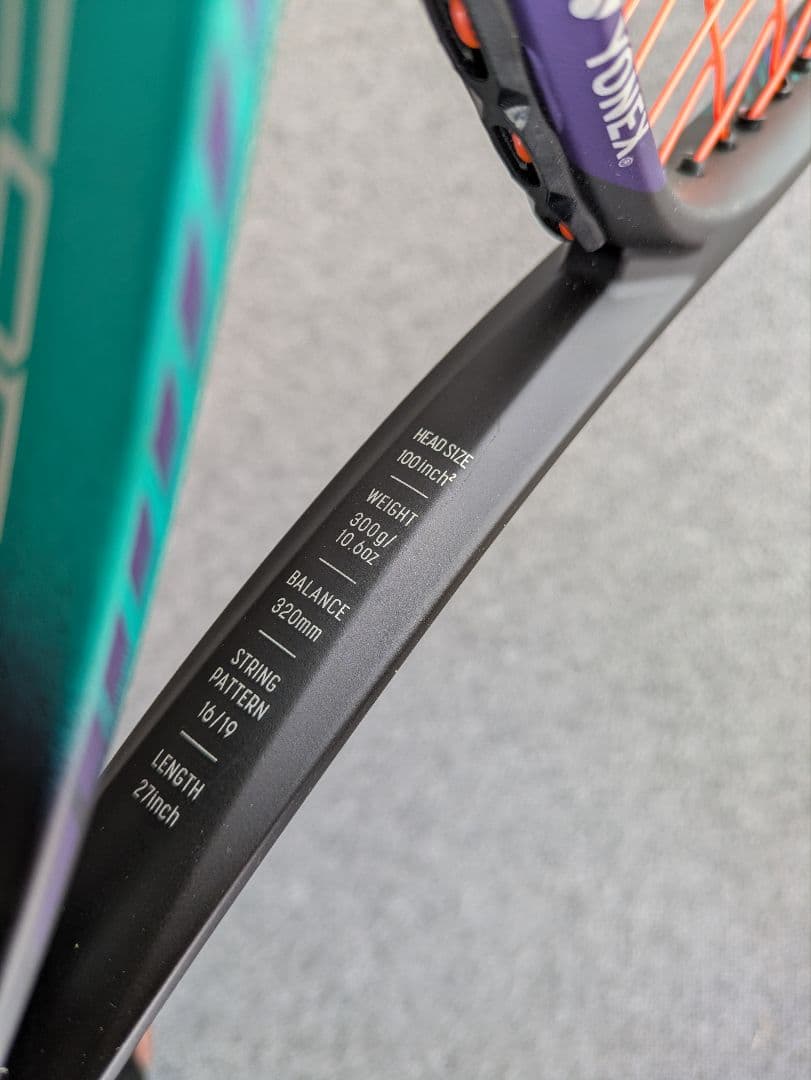 YONEX®
HEAD SIZE
100inch²
WEIGHT
300g/
10.6oz
BALANCE
320mm
STRING
PATTERN
16/19
LENGTH
27inch